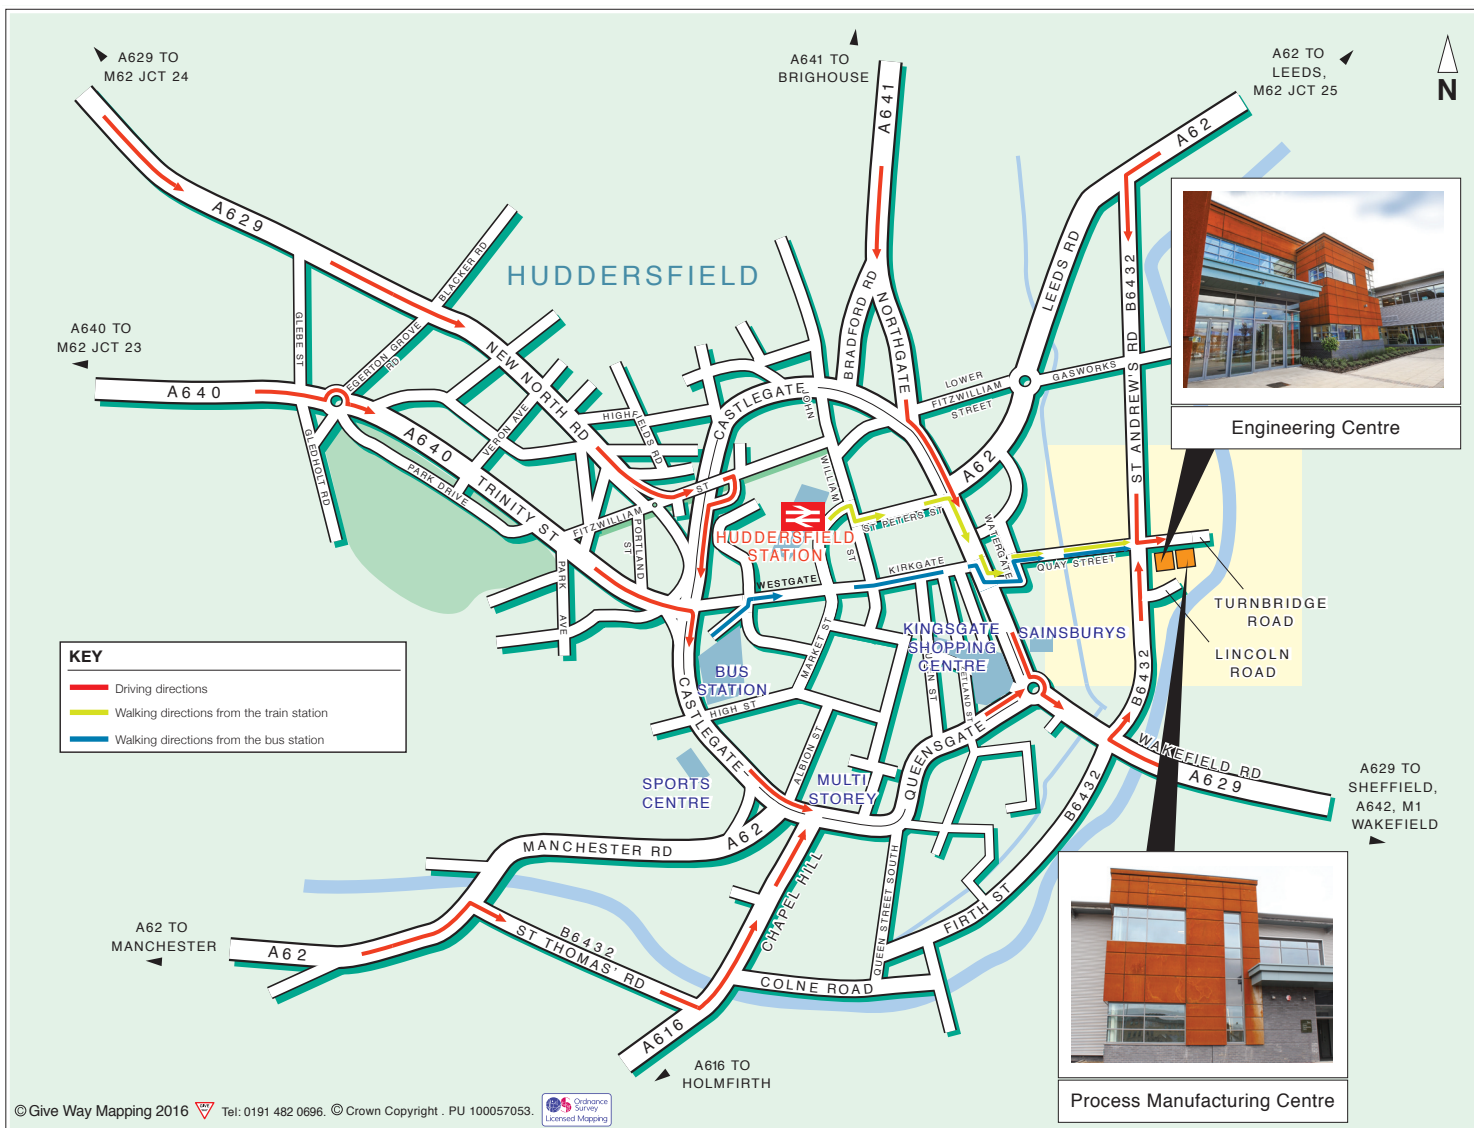 A629 TO
M62 JCT 24
A641 TO
BRIGHOUSE
A62 TO
LEEDS,
M62 JCT 25
N
A641
A62
A629
HUDDERSFIELD
BLACKER RD
GLEBE ST
EGERTON GROVE
RD
A640 TO
M62 JCT 23
A640
NEW NORTH RD
BRADFORD RD
NORTHGATE
LEEDS RD
B6432
ST ANDREW'S RD
GASWORKS
LOWER
FITZWILLIAM
STREET
CASTLEGATE
JOHN
WILLIAM
ST
HIGHFIELDS RD
VERON AVE
GLEDHOLT RD
A640
TRINITY ST
PARK DRIVE
FITZWILLIAM
ST
PORTLAND
ST
PARK
AVE
A62
ST PETERS ST
WATERGATE
HUDDERSFIELD
STATION
WESTGATE
KIRKGATE
QUAY STREET
Engineering Centre
TURNBRIDGE
ROAD
LINCOLN
ROAD
KINGSGATE
SHOPPING
CENTRE
SAINSBURYS
BUS
STATION
MARKET ST
HIGH ST
CASTLEGATE
ALBION ST
QUEENSGATE
B6432
WAKEFIELD RD
A629
KEY
Driving directions
Walking directions from the train station
Walking directions from the bus station
SPORTS
CENTRE
MULTI
STOREY
A629 TO
SHEFFIELD,
A642, M1
WAKEFIELD
B6432
MANCHESTER RD
A62
CHAPEL HILL
QUEEN STREET SOUTH
FIRTH ST
A62 TO
MANCHESTER
A62
B6432
ST THOMAS' RD
COLNE ROAD
A616
A616 TO
HOLMFIRTH
Process Manufacturing Centre
© Give Way Mapping 2016
Tel: 0191 482 0696. © Crown Copyright . PU 100057053.
Ordnance
Survey
Licensed Mapping